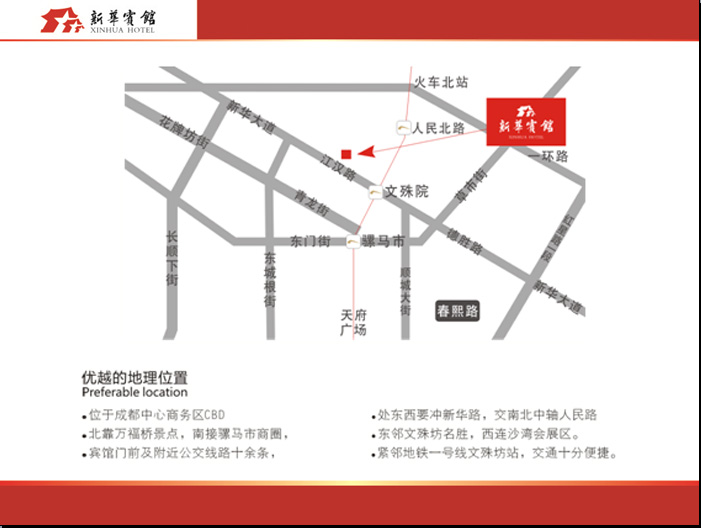 新華賓館
XINHUA HOTEL
火车北站
新华大道
人民北路
新華賓館
XINHUA HOTEL
花牌坊街
江汉路
一环路
文殊院
草市街
青龙街
长顺下街
东城根街
东门街
骡马市
德胜路
红星路一段
顺城大街
新华大道
天府广场
春熙路
优越的地理位置
Preferable location
•位于成都中心商务区CBD
•北靠万福桥景点，南接骡马市商圈，
•宾馆门前及附近公交线路十余条，
•处东西要冲新华路，交南北中轴人民路
•东邻文殊坊名胜，西连沙湾会展区。
•紧邻地铁一号线文殊坊站，交通十分便捷。